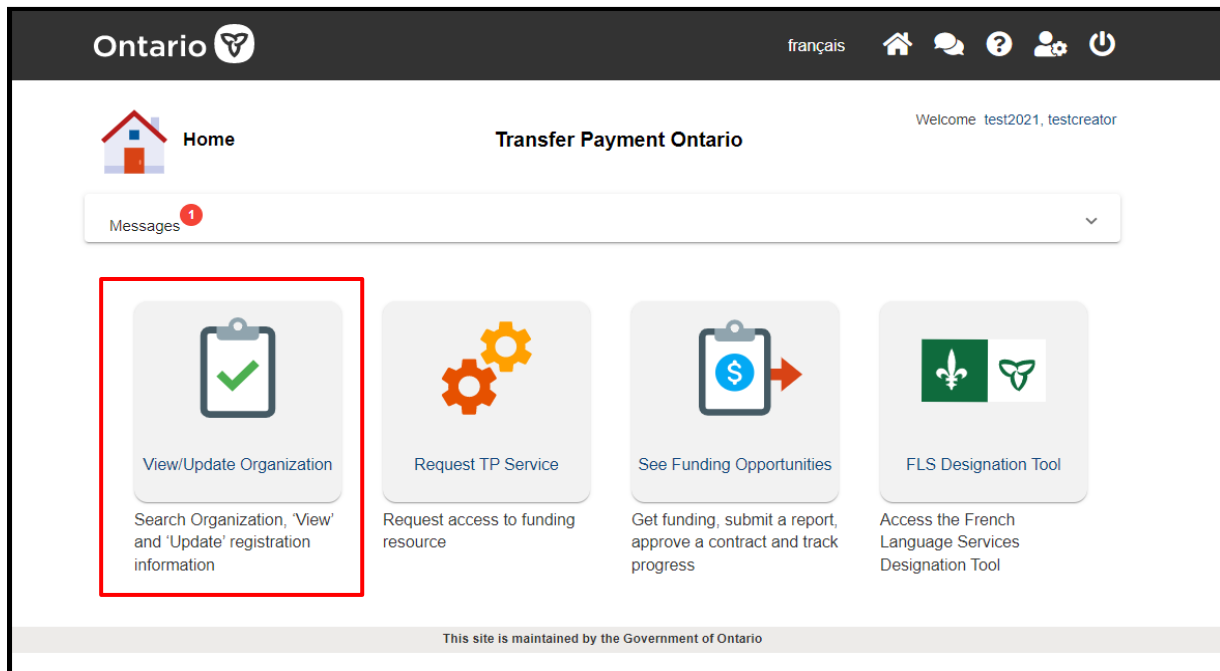 Ontario
français
Home
Transfer Payment Ontario
Welcome test2021, testcreator
Messages 1
View/Update Organization
Search Organization, ‘View’
and ‘Update’ registration
information
Request TP Service
Request access to funding
resource
See Funding Opportunities
Get funding, submit a report,
approve a contract and track
progress
FLS Designation Tool
Access the French
Language Services
Designation Tool
This site is maintained by the Government of Ontario